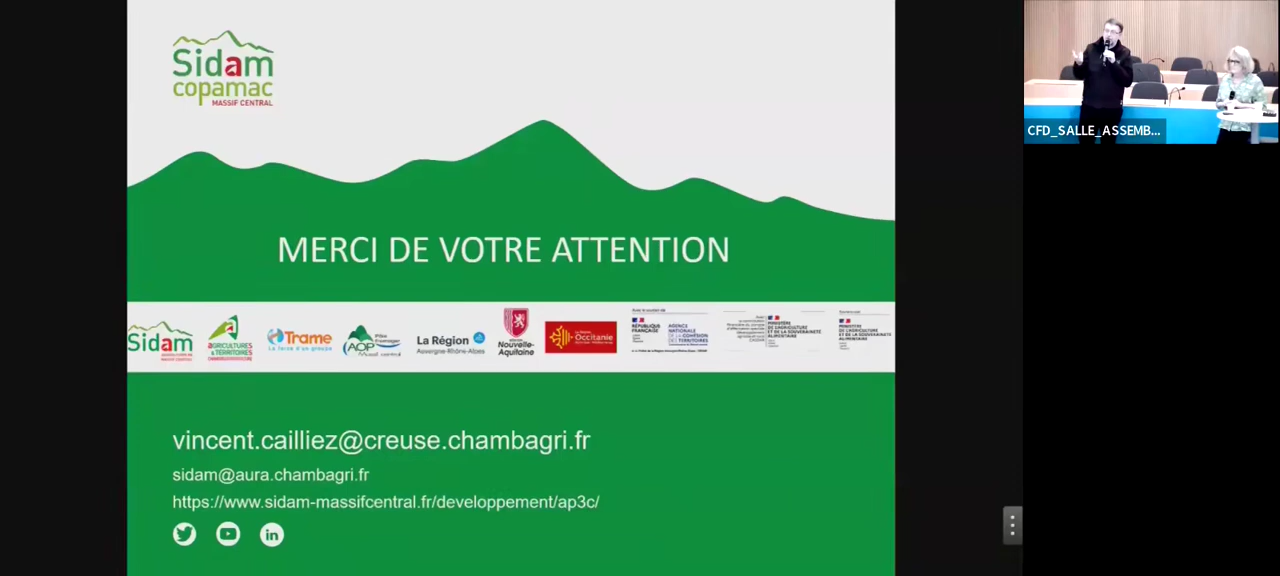 Sidam
copamac
MASSIF CENTRAL
CFD_SALLE_ASSEMB...
MERCI DE VOTRE ATTENTION
Sidam
AGRICULTURES
& TERRITOIRES
Trame
AOP
Massif central
La Région
Auvergne-Rhône-Alpes
Nouvelle-
Aquitaine
Occitanie
RÉPUBLIQUE
FRANÇAISE
AGENCE
NATIONALE
DE LA COHÉSION
DES TERRITOIRES
MINISTÈRE
DE L'AGRICULTURE
ET DE LA SOUVERAINETÉ
ALIMENTAIRE
MINISTÈRE
DE L'AGRICULTURE
ET DE LA SOUVERAINETÉ
ALIMENTAIRE
vincent.cailliez@creuse.chambagri.fr
sidam@aura.chambagri.fr
https://www.sidam-massifcentral.fr/developpement/ap3c/
in